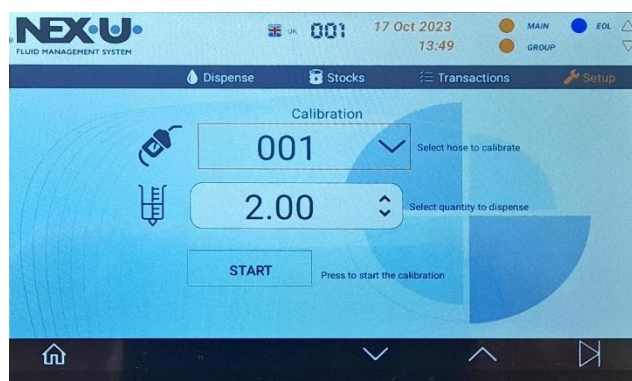 NEX·U·
FLUID MANAGEMENT SYSTEM
UK
001
17 Oct 2023
13:49
MAIN
EOL
GROUP
Dispense
Stocks
Transactions
Setup
Calibration
001
Select hose to calibrate
2.00
Select quantity to dispense
START
Press to start the calibration